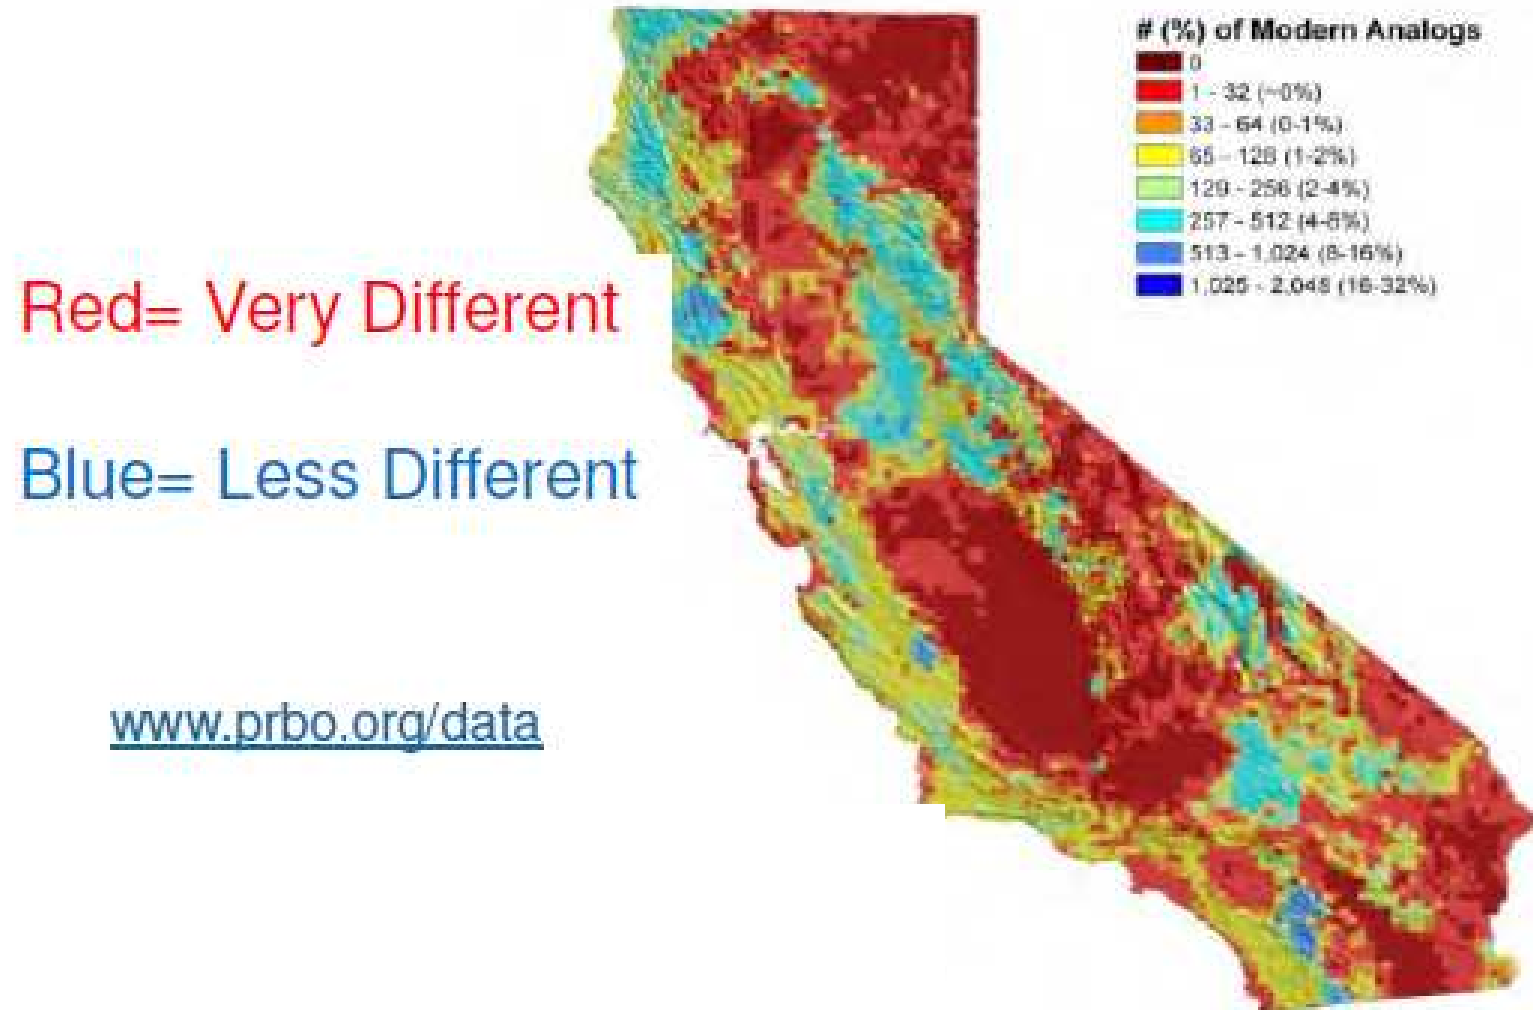 Red= Very Different
Blue= Less Different
www.prbo.org/data
# (%) of Modern Analogs
0
1 - 32 (~0%)
33 - 64 (0-1%)
65 - 128 (1-2%)
129 - 256 (2-4%)
257 - 512 (4-8%)
513 - 1,024 (8-16%)
1,025 - 2,048 (16-32%)